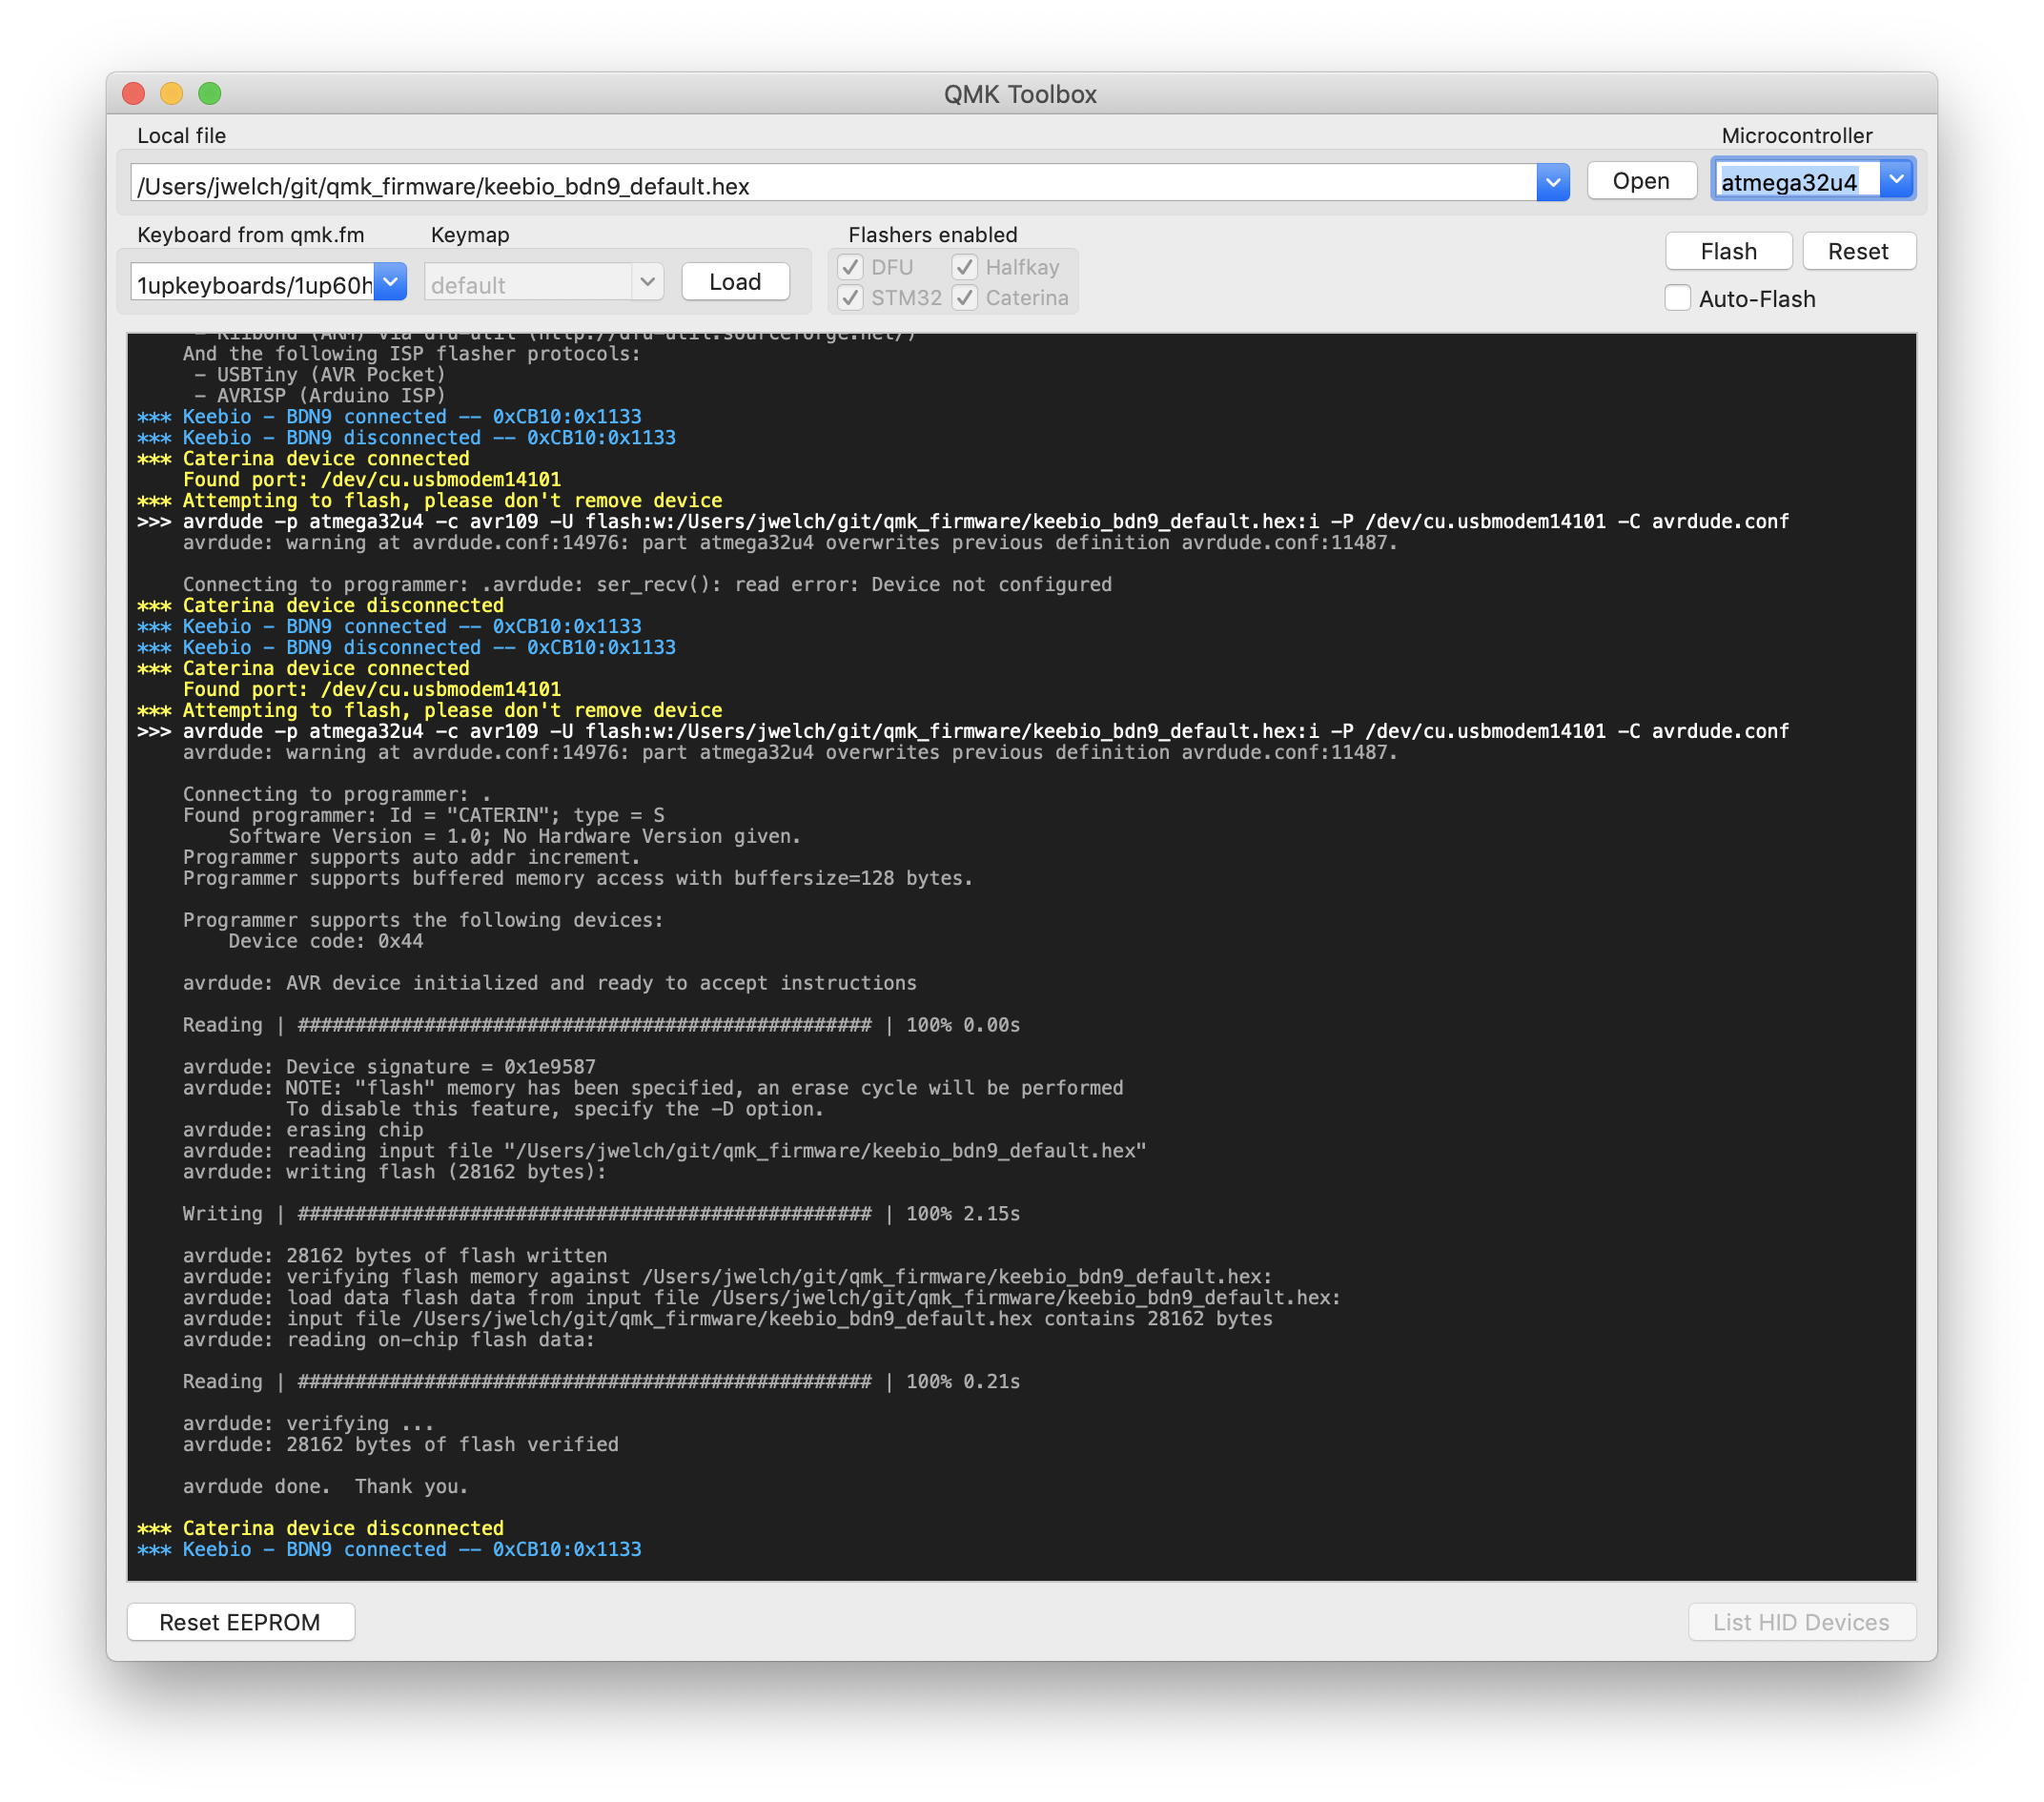 QMK Toolbox
Local file
Microcontroller
/Users/jwelch/git/qmk_firmware/keebio_bdn9_default.hex
Open
atmega32u4
Keyboard from qmk.fm
Keymap
Flashers enabled
1upkeyboards/1up60h
default
Load
DFU
Halfkay
STM32
Caterina
Flash
Reset
Auto-Flash
- Kiibohd (ARM) via dfu-util (http://dfu-util.sourceforge.net/)
And the following ISP flasher protocols:
- USBTiny (AVR Pocket)
- AVRISP (Arduino ISP)
*** Keebio - BDN9 connected -- 0xCB10:0x1133
*** Keebio - BDN9 disconnected -- 0xCB10:0x1133
*** Caterina device connected
Found port: /dev/cu.usbmodem14101
*** Attempting to flash, please don't remove device
>>> avrdude -p atmega32u4 -c avr109 -U flash:w:/Users/jwelch/git/qmk_firmware/keebio_bdn9_default.hex:i -P /dev/cu.usbmodem14101 -C avrdude.conf
avrdude: warning at avrdude.conf:14976: part atmega32u4 overwrites previous definition avrdude.conf:11487.
Connecting to programmer: .avrdude: ser_recv(): read error: Device not configured
*** Caterina device disconnected
*** Keebio - BDN9 connected -- 0xCB10:0x1133
*** Keebio - BDN9 disconnected -- 0xCB10:0x1133
*** Caterina device connected
Found port: /dev/cu.usbmodem14101
*** Attempting to flash, please don't remove device
>>> avrdude -p atmega32u4 -c avr109 -U flash:w:/Users/jwelch/git/qmk_firmware/keebio_bdn9_default.hex:i -P /dev/cu.usbmodem14101 -C avrdude.conf
avrdude: warning at avrdude.conf:14976: part atmega32u4 overwrites previous definition avrdude.conf:11487.
Connecting to programmer: .
Found programmer: Id = "CATERIN"; type = S
Software Version = 1.0; No Hardware Version given.
Programmer supports auto addr increment.
Programmer supports buffered memory access with buffersize=128 bytes.
Programmer supports the following devices:
Device code: 0x44
avrdude: AVR device initialized and ready to accept instructions
Reading | ################################################## | 100% 0.00s
avrdude: Device signature = 0x1e9587
avrdude: NOTE: "flash" memory has been specified, an erase cycle will be performed
To disable this feature, specify the -D option.
avrdude: erasing chip
avrdude: reading input file "/Users/jwelch/git/qmk_firmware/keebio_bdn9_default.hex"
avrdude: writing flash (28162 bytes):
Writing | ################################################## | 100% 2.15s
avrdude: 28162 bytes of flash written
avrdude: verifying flash memory against /Users/jwelch/git/qmk_firmware/keebio_bdn9_default.hex:
avrdude: load data flash data from input file /Users/jwelch/git/qmk_firmware/keebio_bdn9_default.hex:
avrdude: input file /Users/jwelch/git/qmk_firmware/keebio_bdn9_default.hex contains 28162 bytes
avrdude: reading on-chip flash data:
Reading | ################################################## | 100% 0.21s
avrdude: verifying ...
avrdude: 28162 bytes of flash verified
avrdude done.  Thank you.
*** Caterina device disconnected
*** Keebio - BDN9 connected -- 0xCB10:0x1133
Reset EEPROM
List HID Devices